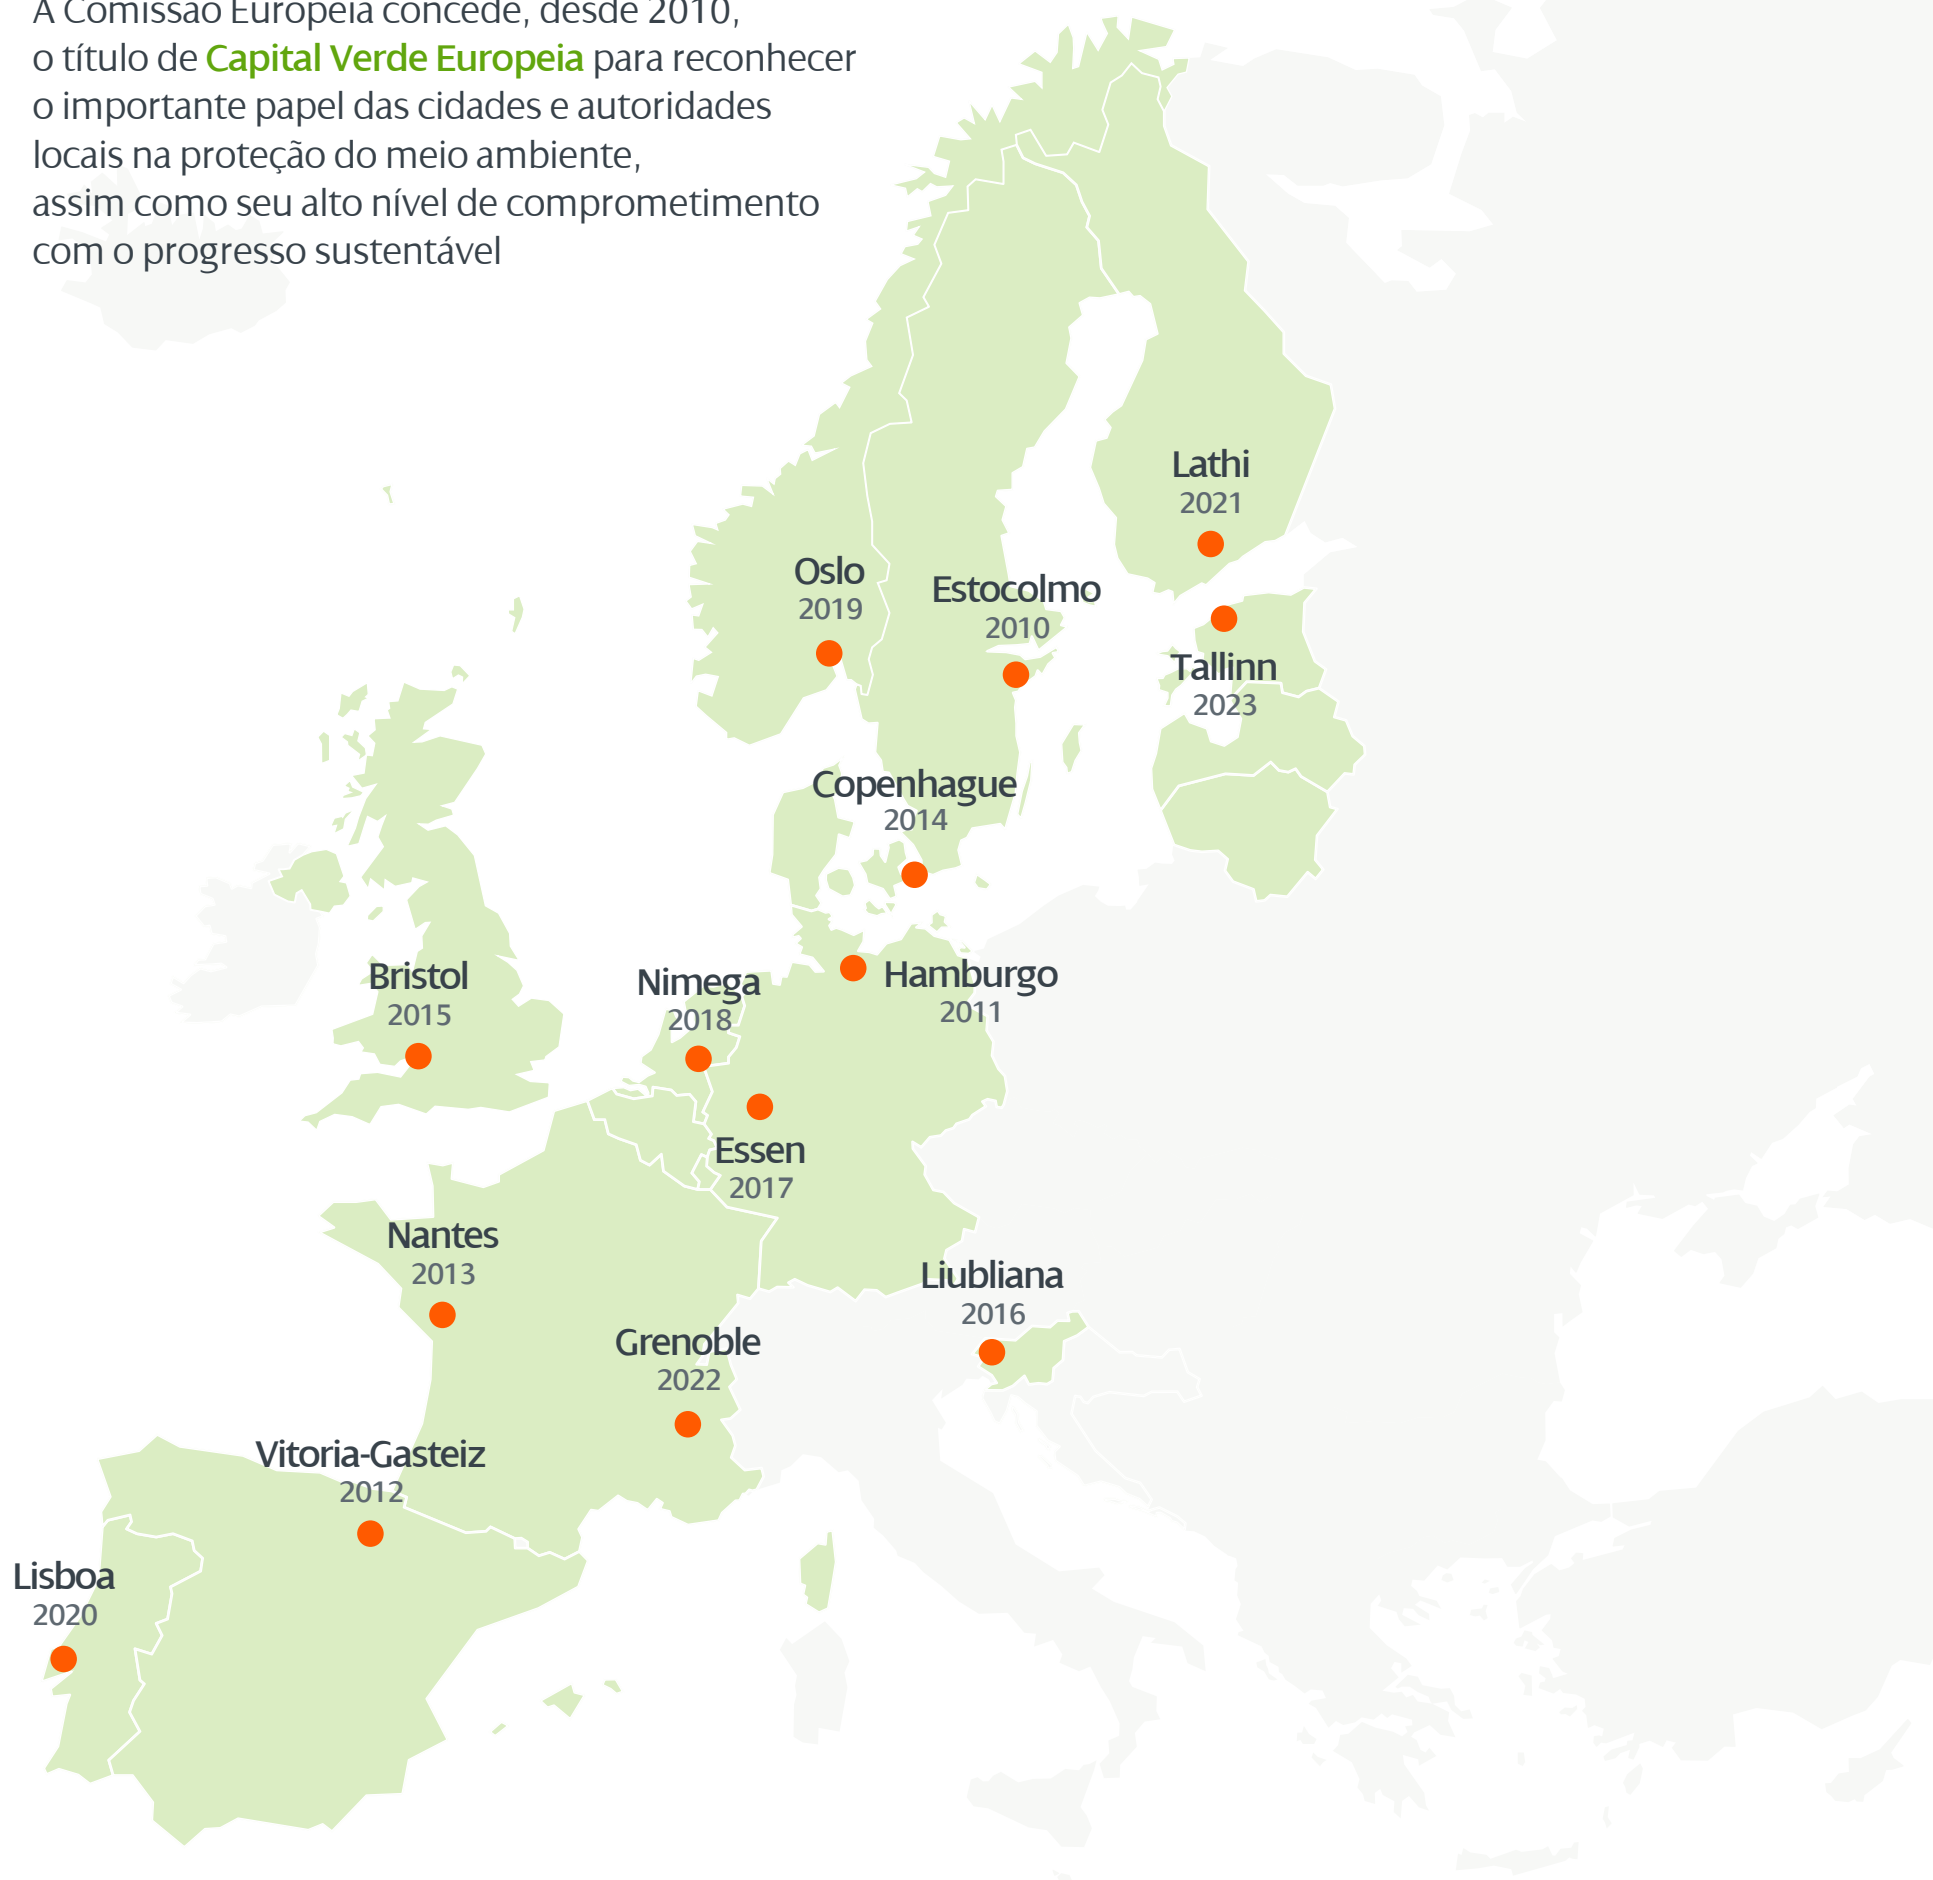 A Comissão Europeia concede, desde 2010,
o título de Capital Verde Europeia para reconhecer
o importante papel das cidades e autoridades
locais na proteção do meio ambiente,
assim como seu alto nível de comprometimento
com o progresso sustentável
Lathi
2021
Oslo
2019
Estocolmo
2010
Tallinn
2023
Copenhague
2014
Bristol
2015
Nimega
2018
Hamburgo
2011
Essen
2017
Nantes
2013
Liubliana
2016
Grenoble
2022
Vitoria-Gasteiz
2012
Lisboa
2020